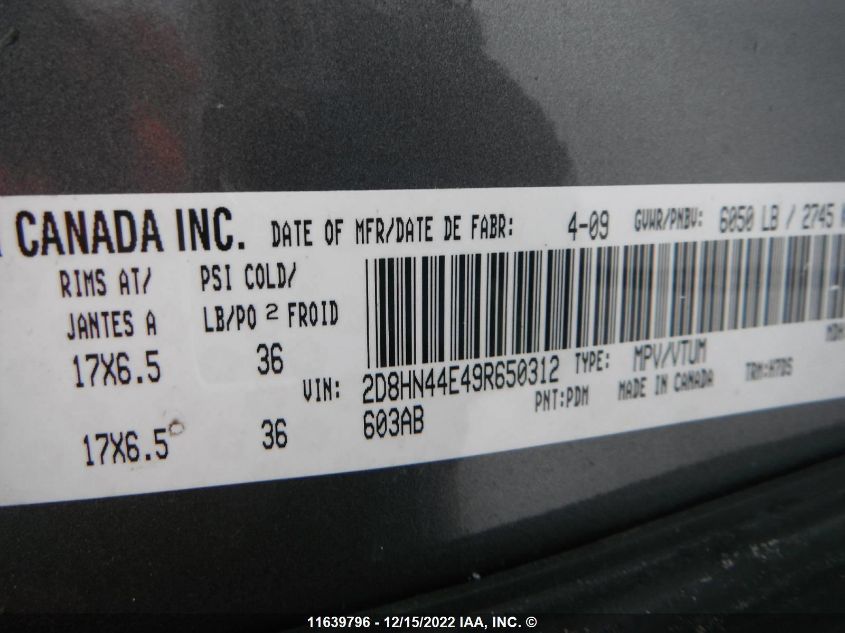 CANADA INC. DATE OF MFR/DATE DE FABR: 4-09 GVWR/PNBV: 6050 LB / 2745
RIMS AT/ PSI COLD/
JANTES A LB/PO 2 FROID
17X6.5 36
VIN: 2D8HN44E49R650312 TYPE: MPV/VTUM
603AB PNT:PDM MADE IN CANADA TRM:H7DS
17X6.5 36
11639796 - 12/15/2022 IAA, INC. ©